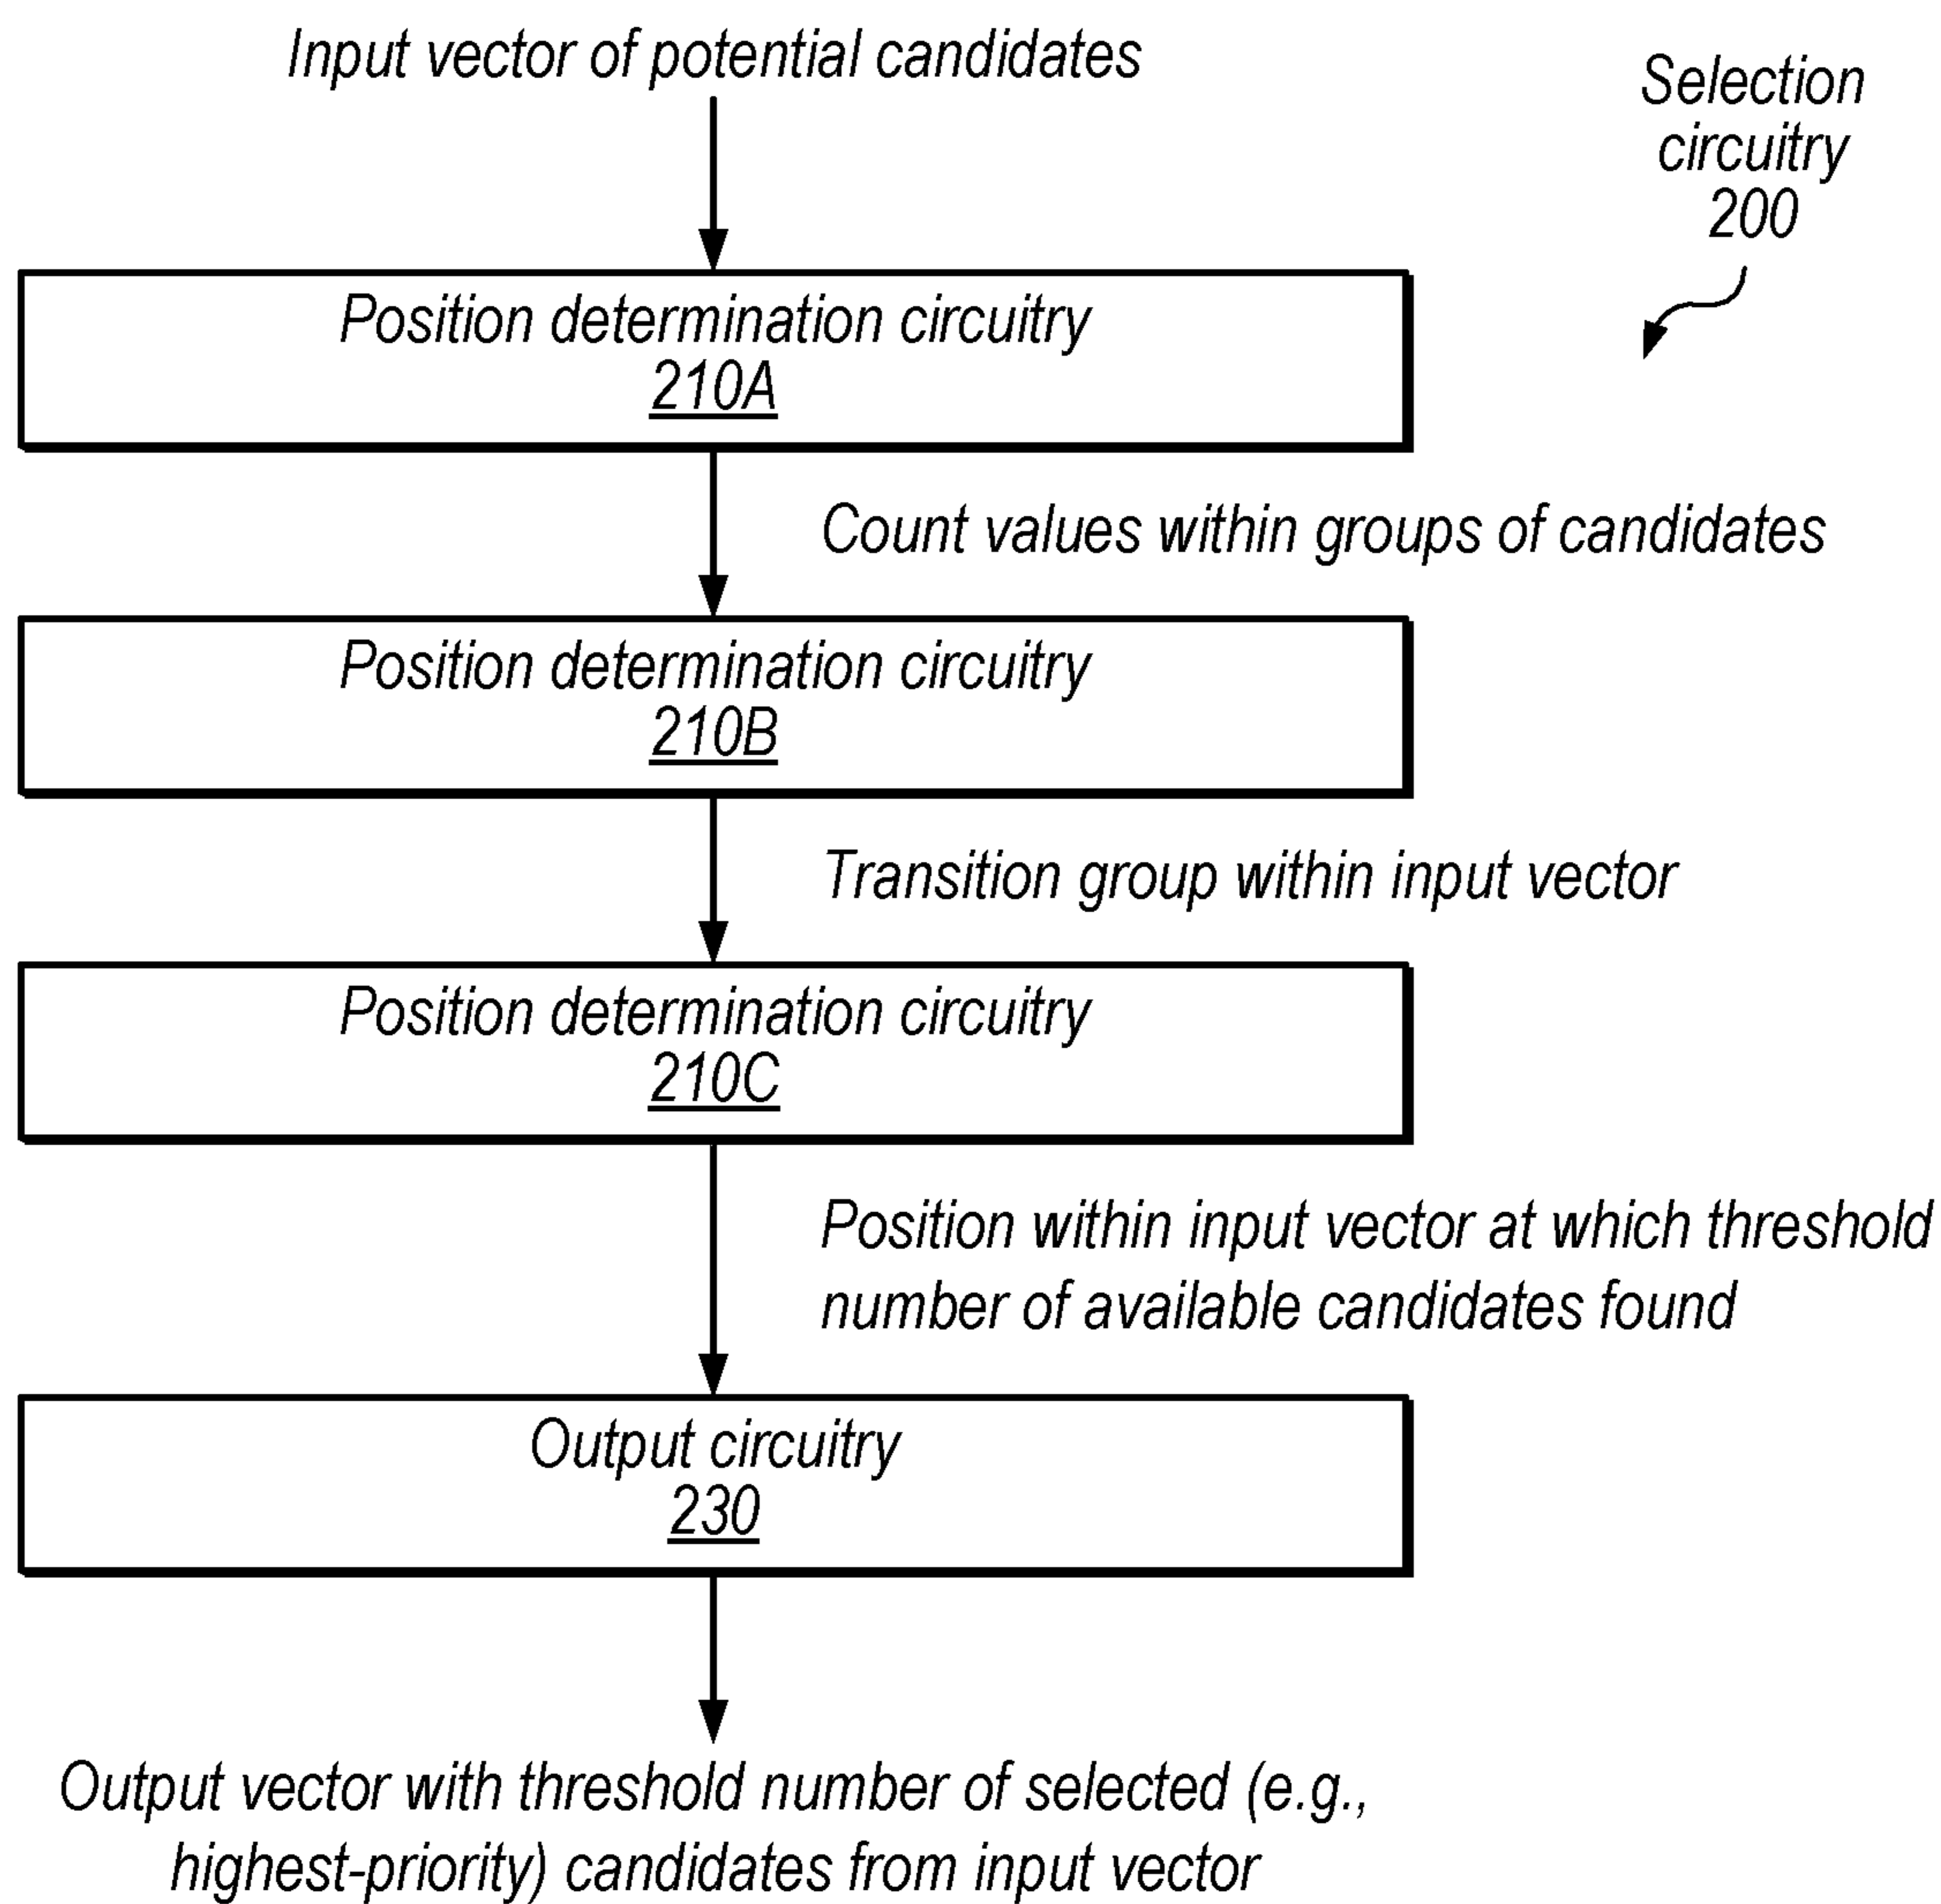 Input vector of potential candidates
Selection
circuitry
200
Position determination circuitry
210A
Count values within groups of candidates
Position determination circuitry
210B
Transition group within input vector
Position determination circuitry
210C
Position within input vector at which threshold
number of available candidates found
Output circuitry
230
Output vector with threshold number of selected (e.g.,
highest-priority) candidates from input vector